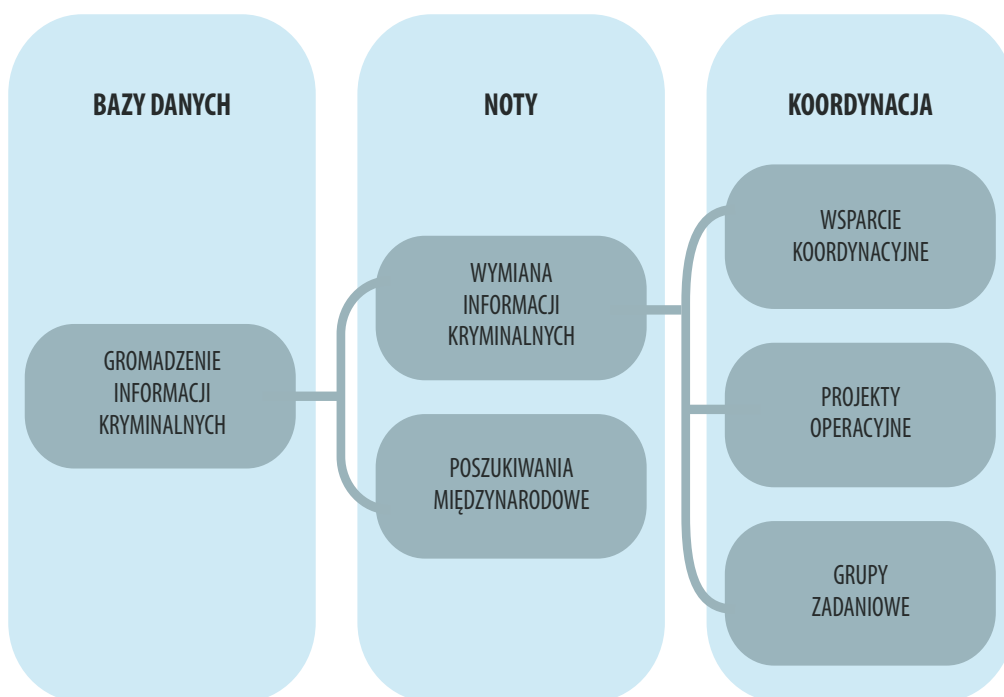 BAZY DANYCH
GROMADZENIE
INFORMACJI
KRYMINALNYCH
NOTY
WYMIANA
INFORMACJI
KRYMINALNYCH
POSZUKIWANIA
MIĘDZYNARODOWE
KOORDYNACJA
WSPARCIE
KOORDYNACYJNE
PROJEKTY
OPERACYJNE
GRUPY
ZADANIOWE